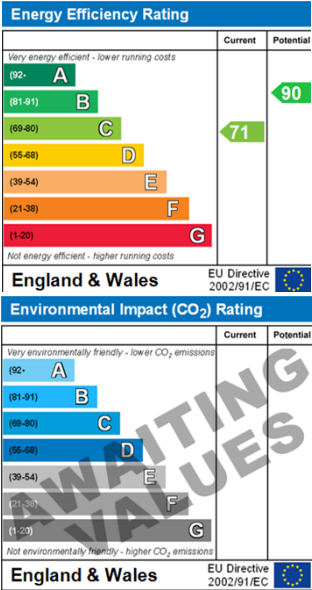 Energy Efficiency Rating
Current Potential
Very energy efficient - lower running costs
(92- A
(81-91) B
(69-80) C
(55-68) D
(39-54) E
(21-38) F
(1-20) G
71
90
Not energy efficient - higher running costs
England & Wales
EU Directive
2002/91/EC
Environmental Impact (CO₂) Rating
Current Potential
Very environmentally friendly - lower CO₂ emissions
(92- A
(81-91) B
(69-80) C
(55-68) D
(39-54) E
(21-38) F
(1-20) G
AWAITING
VALUES
Not environmentally friendly - higher CO₂ emissions
England & Wales
EU Directive
2002/91/EC